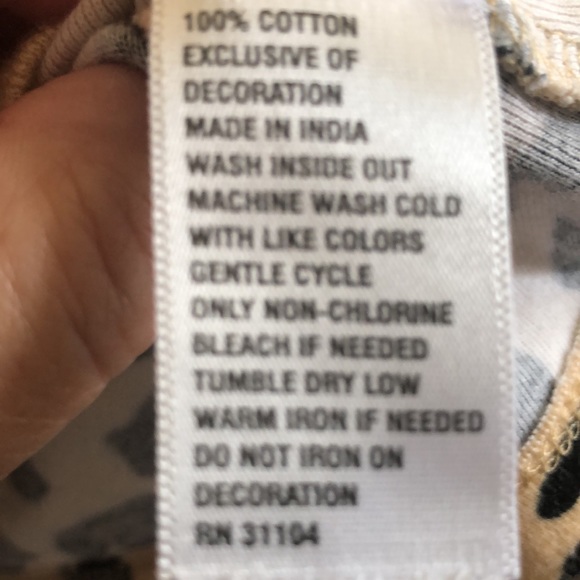 100% COTTON
EXCLUSIVE OF
DECORATION
MADE IN INDIA
WASH INSIDE OUT
MACHINE WASH COLD
WITH LIKE COLORS
GENTLE CYCLE
ONLY NON-CHLORINE
BLEACH IF NEEDED
TUMBLE DRY LOW
WARM IRON IF NEEDED
DO NOT IRON ON
DECORATION
RN 31104